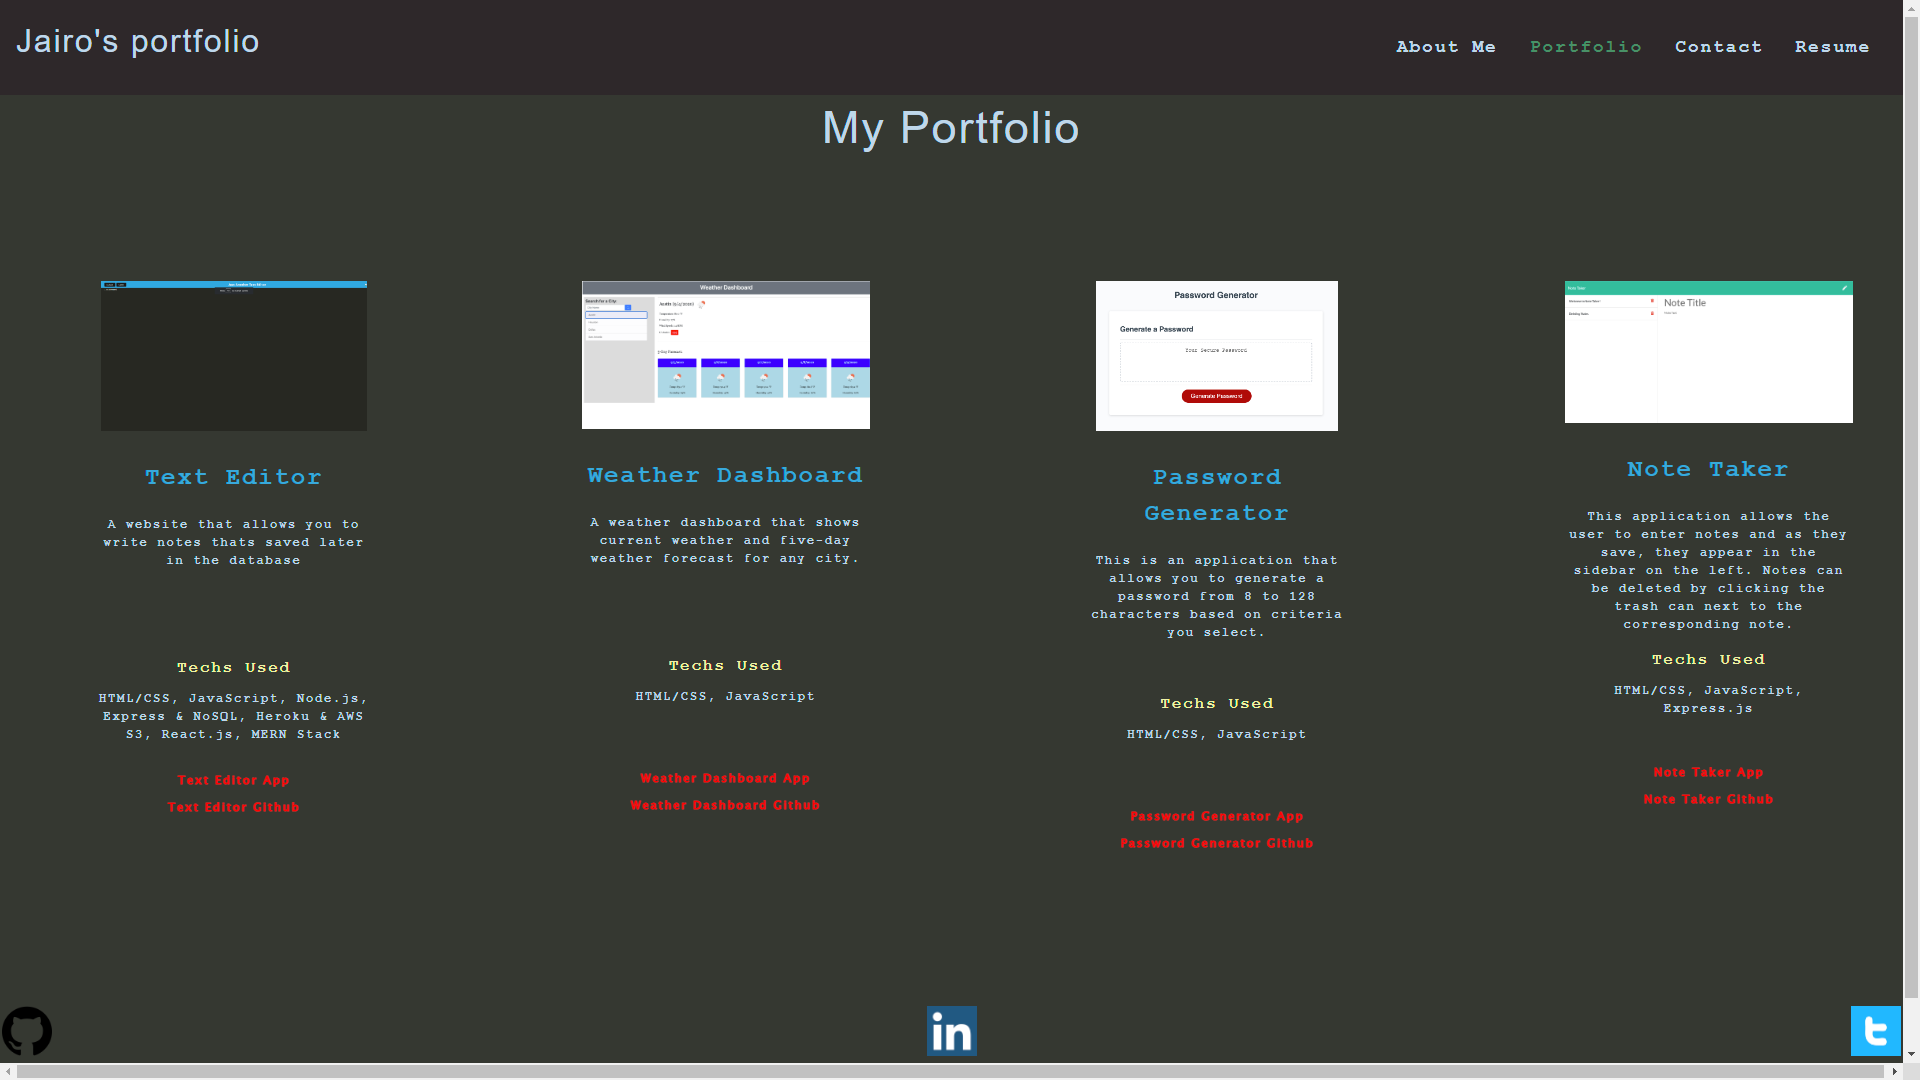 Jairo's portfolio
About Me
Portfolio
Contact
Resume
My Portfolio
Text Editor
A website that allows you to
write notes thats saved later
in the database
Techs Used
HTML/CSS, JavaScript, Node.js,
Express & NoSQL, Heroku & AWS
S3, React.js, MERN Stack
Text Editor App
Text Editor Github
Weather Dashboard
Search for a City:
Weather Dashboard
A weather dashboard that shows
current weather and five-day
weather forecast for any city.
Techs Used
HTML/CSS, JavaScript
Weather Dashboard App
Weather Dashboard Github
Password Generator
Generate a Password
Your Secure Password
Generate Password
Password
Generator
This is an application that
allows you to generate a
password from 8 to 128
characters based on criteria
you select.
Techs Used
HTML/CSS, JavaScript
Password Generator App
Password Generator Github
Note Taker
Note Title
Note Taker
This application allows the
user to enter notes and as they
save, they appear in the
sidebar on the left. Notes can
be deleted by clicking the
trash can next to the
corresponding note.
Techs Used
HTML/CSS, JavaScript,
Express.js
Note Taker App
Note Taker Github
in